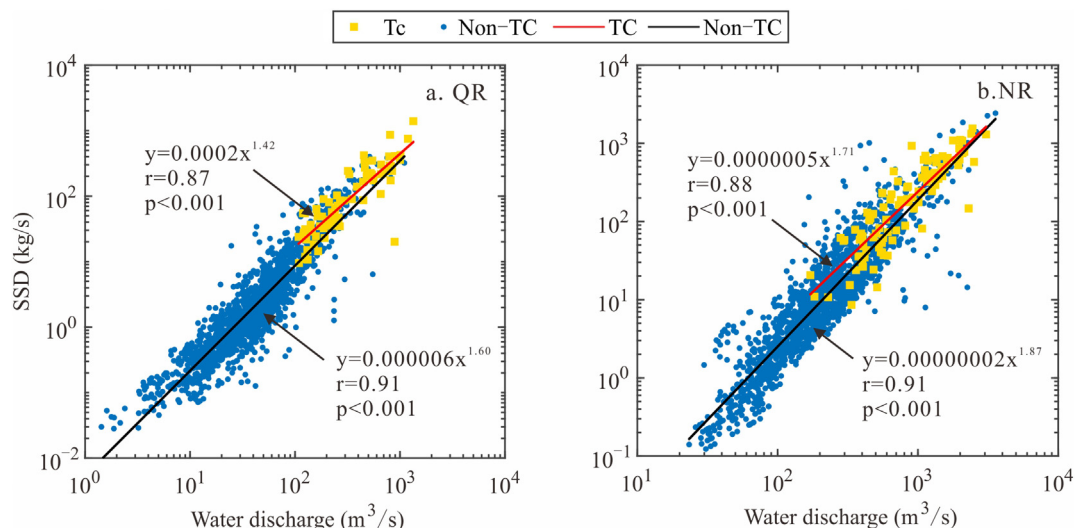 Tc Non-TC TC Non-TC
a. QR
y=0.0002x^1.42
r=0.87
p<0.001
y=0.000006x^1.60
r=0.91
p<0.001
SSD (kg/s)
10^4
10^2
10^0
10^-2
10^0 10^1 10^2 10^3 10^4
Water discharge (m^3/s)
b.NR
y=0.0000005x^1.71
r=0.88
p<0.001
y=0.00000002x^1.87
r=0.91
p<0.001
10^4
10^3
10^2
10^1
10^0
10^-1
10^1 10^2 10^3 10^4
Water discharge (m^3/s)